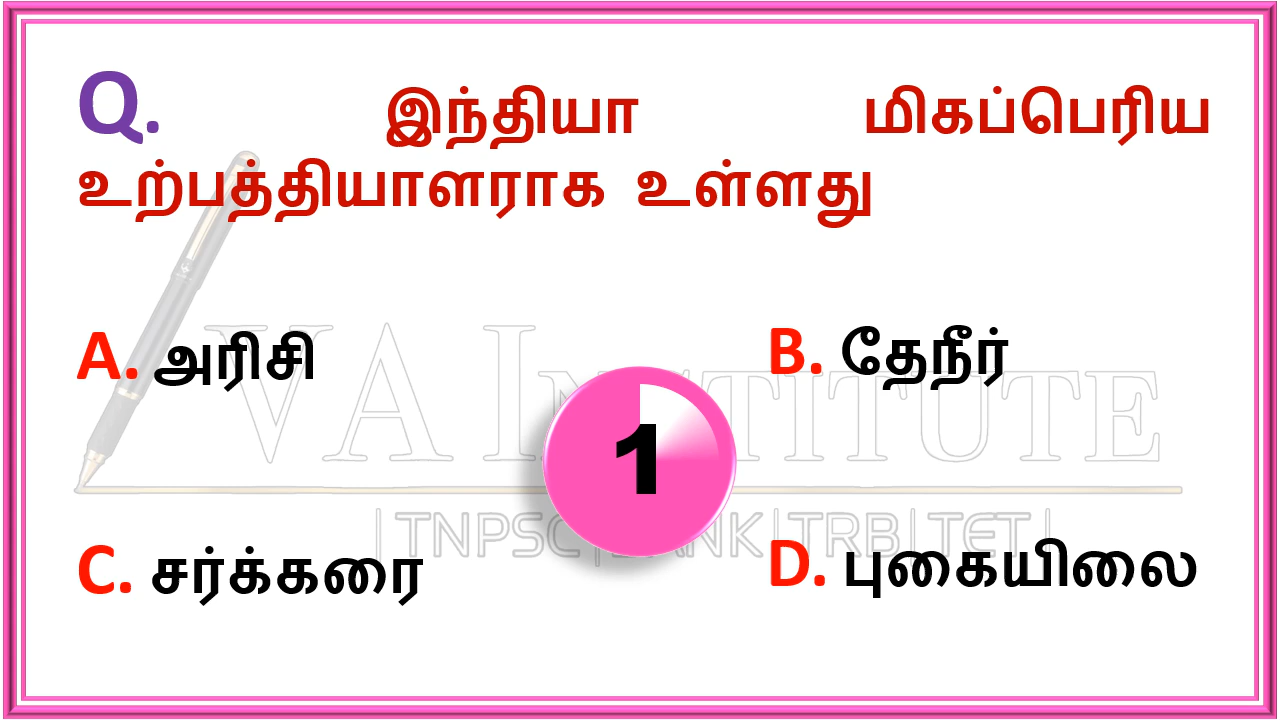 Q. இந்தியா மிகப்பெரிய
உற்பத்தியாளராக உள்ளது
A. அரிசி
B. தேநீர்
VA INSTITUTE
1
|TNPSC|BANK|TRB|TET|
C. சர்க்கரை
D. புகையிலை